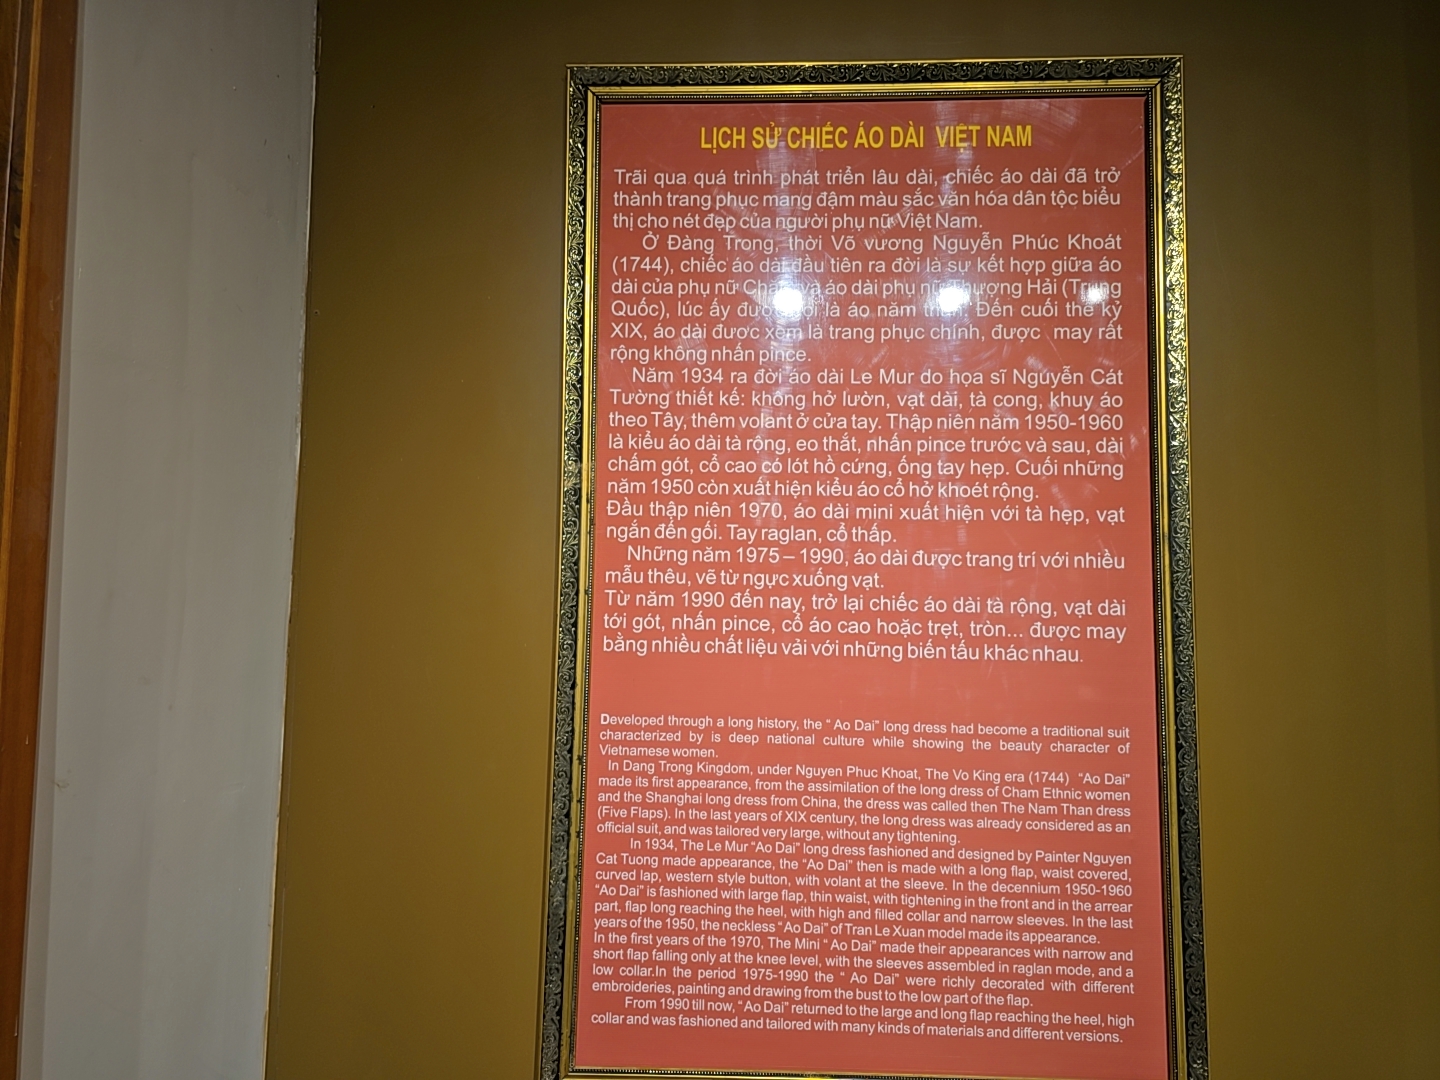 LỊCH SỬ CHIẾC ÁO DÀI VIỆT NAM
Trãi qua quá trình phát triển lâu dài, chiếc áo dài đã trở
thành trang phục mang đậm màu sắc văn hóa dân tộc biểu
thị cho nét đẹp của người phụ nữ Việt Nam.
Ở Đàng Trong, thời Võ vương Nguyễn Phúc Khoát
(1744), chiếc áo dài đầu tiên ra đời là sự kết hợp giữa áo
dài của phụ nữ và áo dài phụ nữ Thượng Hải (Trung
Quốc), lúc ấy được gọi là áo năm Đến cuối thế kỷ
XIX, áo dài được xem là trang phục chính, được may rất
rộng không nhấn pince.
Năm 1934 ra đời áo dài Le Mur do họa sĩ Nguyễn Cát
Tường thiết kế: không hở lườn, vạt dài, tà cong, khuy áo
theo Tây, thêm volant ở cửa tay. Thập niên năm 1950-1960
là kiểu áo dài tà rộng, eo thắt, nhấn pince trước và sau, dài
chấm gót, cổ cao có lót hồ cứng, ống tay hẹp. Cuối những
năm 1950 còn xuất hiện kiểu áo cổ hở khoét rộng.
Đầu thập niên 1970, áo dài mini xuất hiện với tà hẹp, vạt
ngắn đến gối. Tay raglan, cổ thấp.
Những năm 1975 – 1990, áo dài được trang trí với nhiều
mẫu thêu, vẽ từ ngực xuống vạt.
Từ năm 1990 đến nay, trở lại chiếc áo dài tà rộng, vạt dài
tới gót, nhấn pince, cổ áo cao hoặc trẹt, tròn... được may
bằng nhiều chất liệu vải với những biến tấu khác nhau.
Developed through a long history, the “ Ao Dai” long dress had become a traditional suit
characterized by is deep national culture while showing the beauty character of
Vietnamese women.
In Dang Trong Kingdom, under Nguyen Phuc Khoat, The Vo King era (1744) “Ao Dai”
made its first appearance, from the assimilation of the long dress of Cham Ethnic women
and the Shanghai long dress from China, the dress was called then The Nam Than dress
(Five Flaps). In the last years of XIX century, the long dress was already considered as an
official suit, and was tailored very large, without any tightening.
In 1934, The Le Mur “Ao Dai” long dress fashioned and designed by Painter Nguyen
Cat Tuong made appearance, the “Ao Dai” then is made with a long flap, waist covered,
curved lap, western style button, with volant at the sleeve. In the decennium 1950-1960
“Ao Dai” is fashioned with large flap, thin waist, with tightening in the front and in the arrear
part, flap long reaching the heel, with high and filled collar and narrow sleeves. In the last
years of the 1950, the neckless “Ao Dai” of Tran Le Xuan model made its appearance.
In the first years of the 1970, The Mini “ Ao Dai” made their appearances with narrow and
short flap falling only at the knee level, with the sleeves assembled in raglan mode, and a
low collar.In the period 1975-1990 the “ Ao Dai” were richly decorated with different
embroideries, painting and drawing from the bust to the low part of the flap.
From 1990 till now, “Ao Dai” returned to the large and long flap reaching the heel, high
collar and was fashioned and tailored with many kinds of materials and different versions.